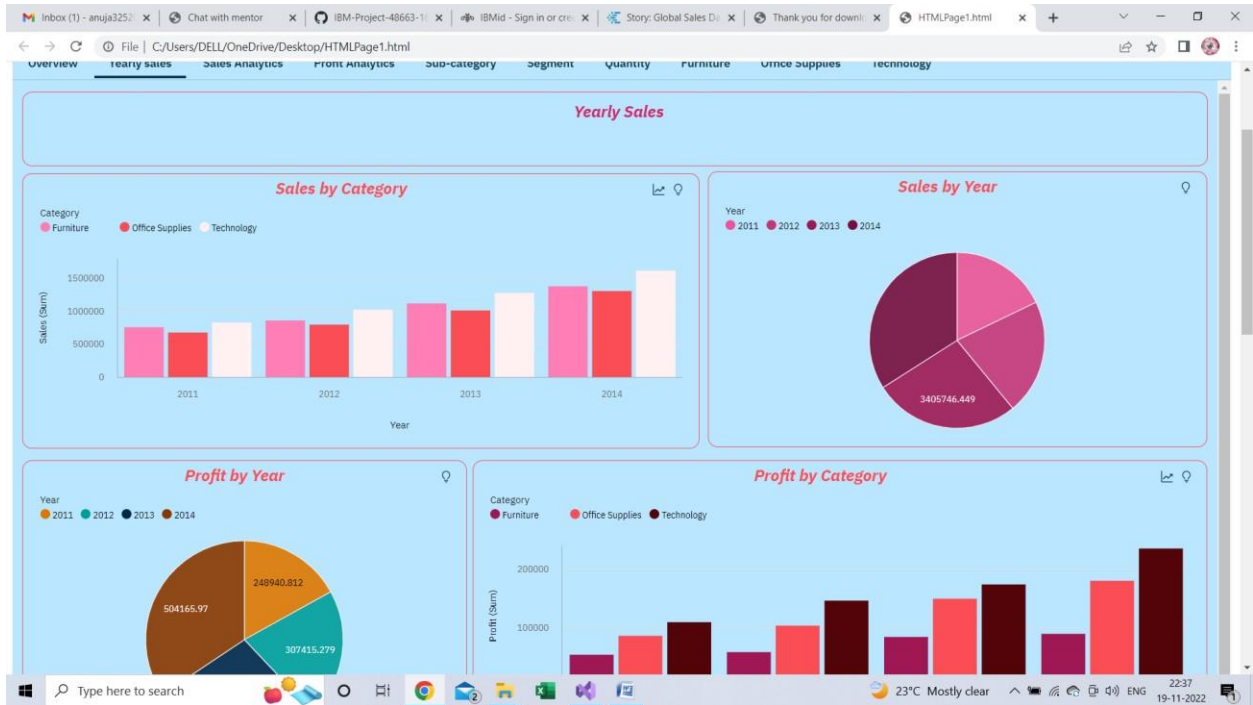 Inbox (1) - anuja3252
Chat with mentor
IBM-Project-48663-1
IBMid - Sign in or cre
Story: Global Sales Da
Thank you for downlo
HTMLPage1.html
File | C:/Users/DELL/OneDrive/Desktop/HTMLPage1.html
Overview Yearly sales Sales Analytics Profit Analytics Sub-category Segment Quantity Furniture Office Supplies Technology
Yearly Sales
Sales by Category
Category
Furniture Office Supplies Technology
Sales (Sum)
1500000
1000000
500000
0
2011 2012 2013 2014
Year
Sales by Year
Year
2011 2012 2013 2014
3405746.449
Profit by Year
Year
2011 2012 2013 2014
248940.812
504165.97
307415.279
Profit by Category
Category
Furniture Office Supplies Technology
Profit (Sum)
200000
100000
Type here to search
2
23°C Mostly clear
ENG
22:37
19-11-2022
1